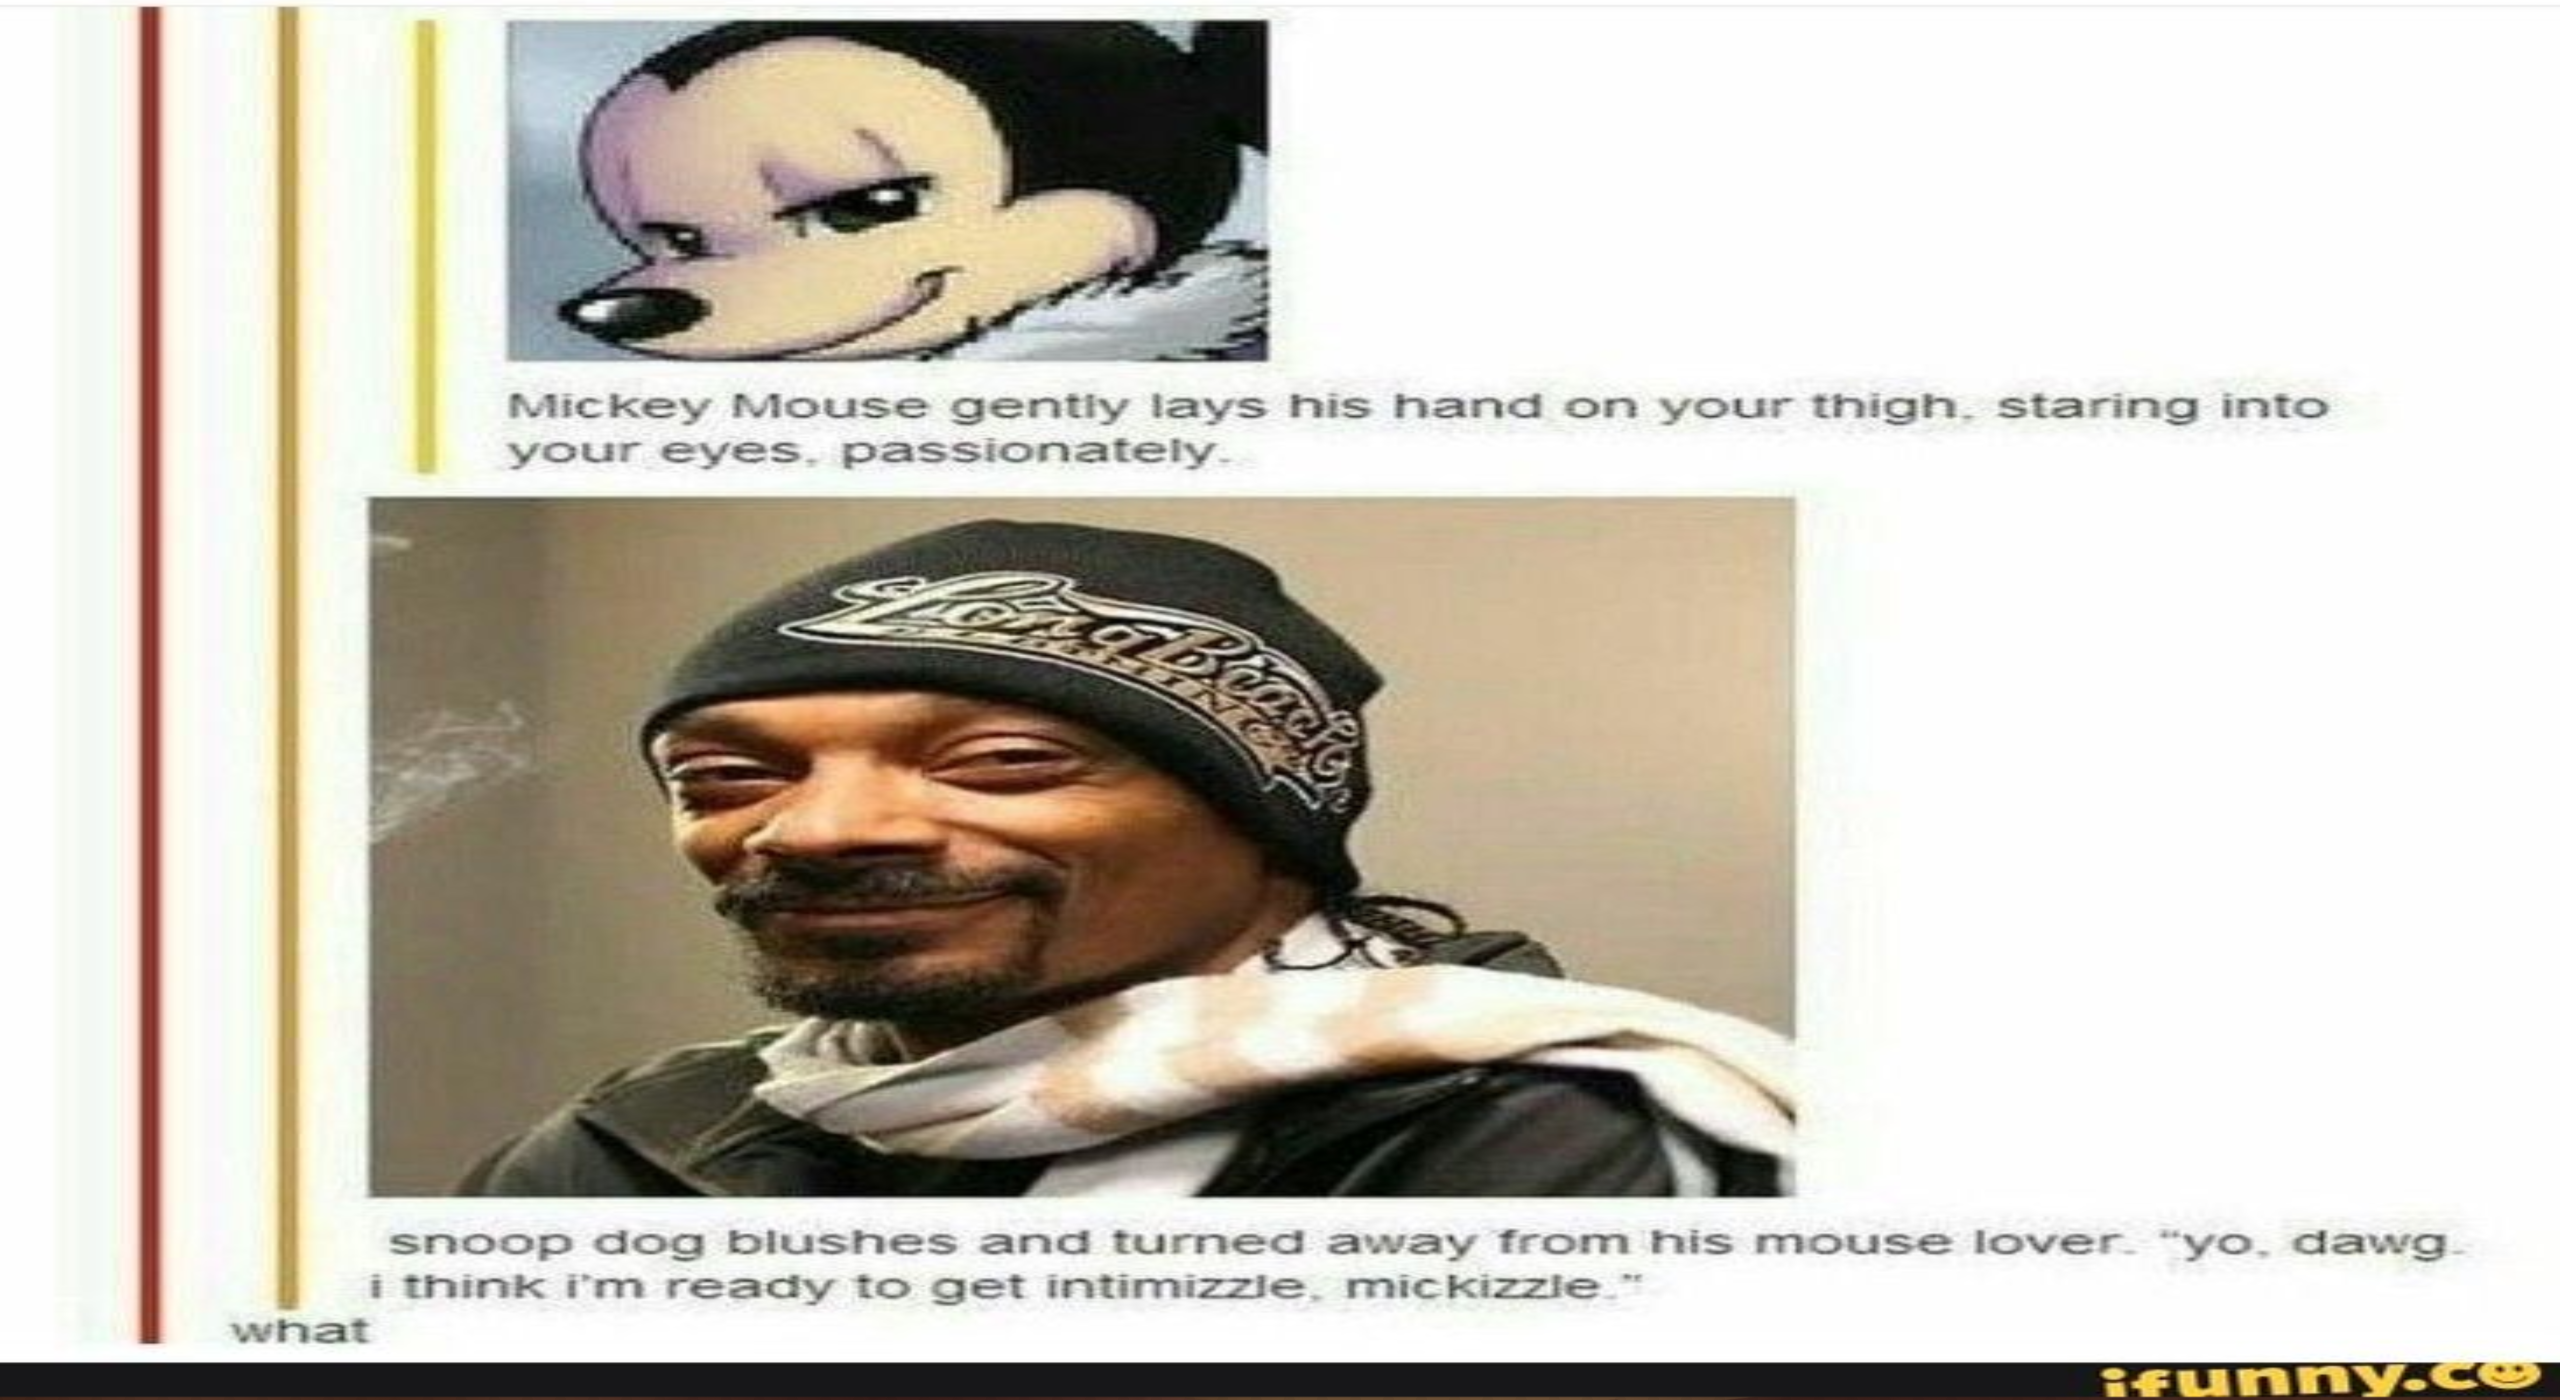 Mickey Mouse gently lays his hand on your thigh, staring into
your eyes, passionately.
LongBeach
snoop dog blushes and turned away from his mouse lover. "yo, dawg.
i think i'm ready to get intimizzle, mickizzle."
what
ifunny.co